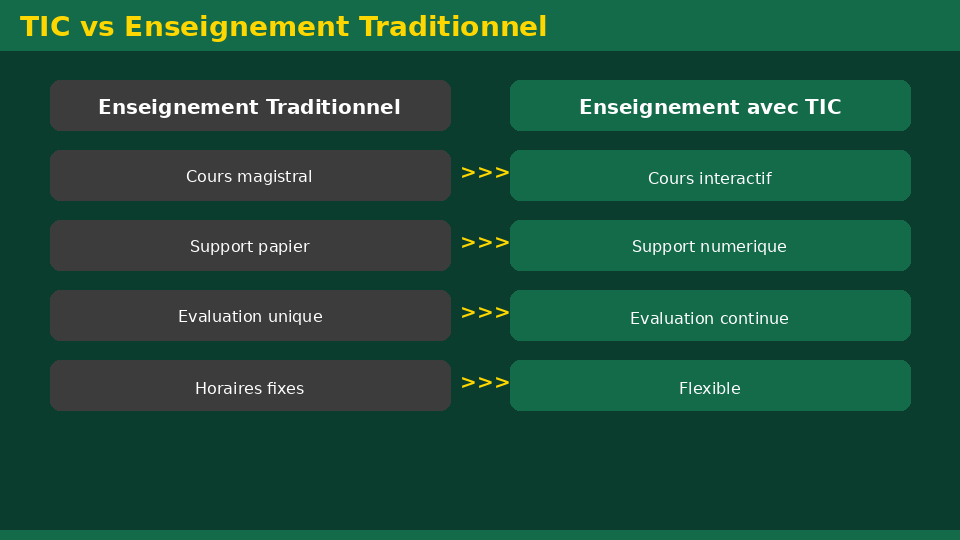 TIC vs Enseignement Traditionnel
Enseignement Traditionnel
Enseignement avec TIC
Cours magistral
>>>
Cours interactif
Support papier
>>>
Support numerique
Evaluation unique
>>>
Evaluation continue
Horaires fixes
>>>
Flexible